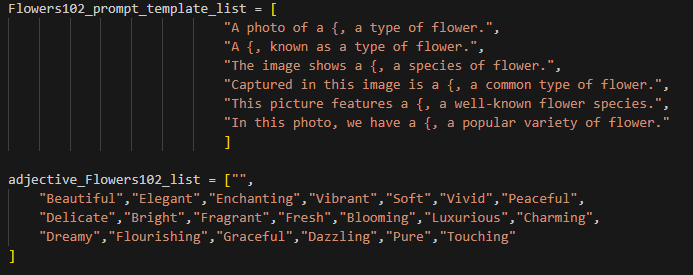 Flowers102_prompt_template_list = [
"A photo of a {, a type of flower.",
"A {, known as a type of flower.",
"The image shows a {, a species of flower.",
"Captured in this image is a {, a common type of flower.",
"This picture features a {, a well-known flower species.",
"In this photo, we have a {, a popular variety of flower."
]
adjective_Flowers102_list = ["",
"Beautiful","Elegant","Enchanting","Vibrant","Soft","Vivid","Peaceful",
"Delicate","Bright","Fragrant","Fresh","Blooming","Luxurious","Charming",
"Dreamy","Flourishing","Graceful","Dazzling","Pure","Touching"
]